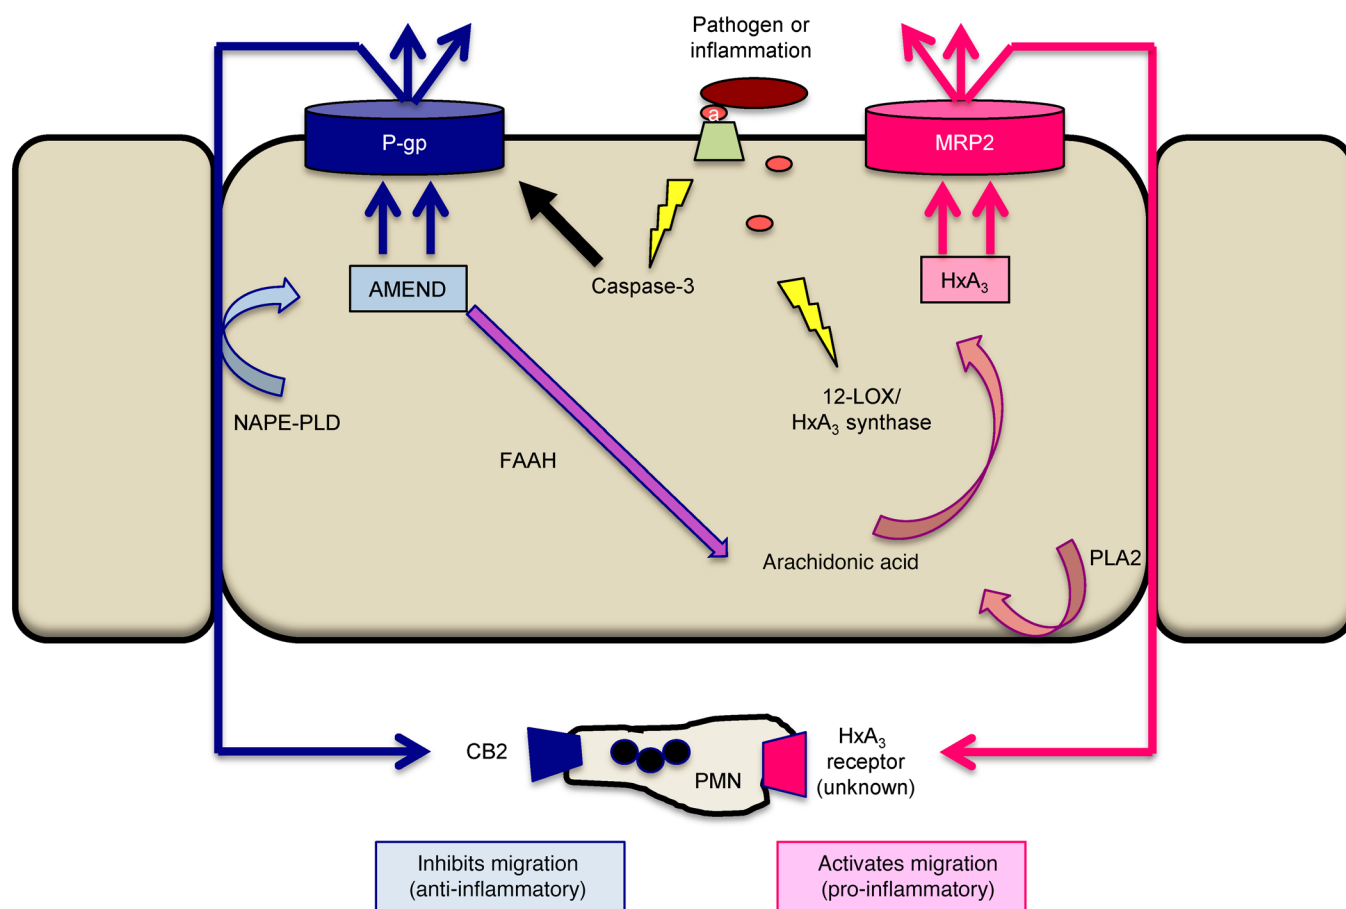 Pathogen or
inflammation
a
P-gp
MRP2
AMEND
Caspase-3
HxA₃
NAPE-PLD
12-LOX/
HxA₃ synthase
FAAH
Arachidonic acid
PLA2
CB2
PMN
HxA₃
receptor
(unknown)
Inhibits migration
(anti-inflammatory)
Activates migration
(pro-inflammatory)